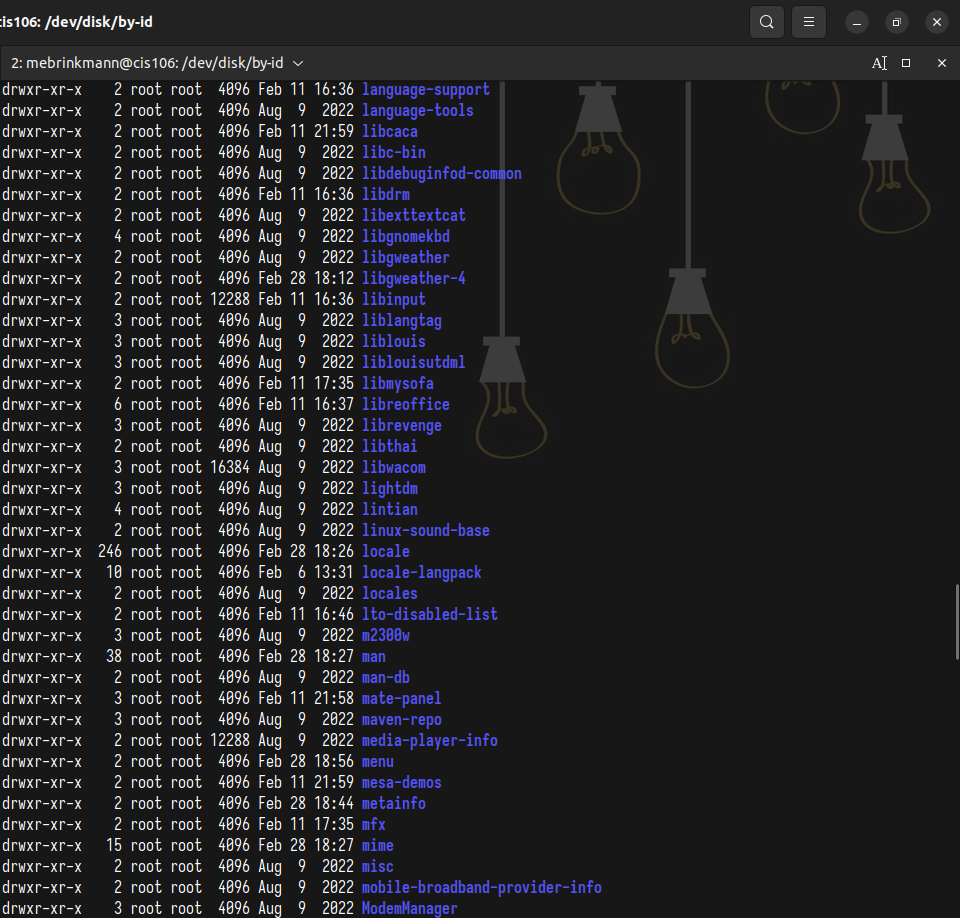 cis106: /dev/disk/by-id
2: mebrinkmann@cis106: /dev/disk/by-id
drwxr-xr-x    2 root root  4096 Feb 11 16:36 language-support
drwxr-xr-x    2 root root  4096 Aug  9  2022 language-tools
drwxr-xr-x    2 root root  4096 Feb 11 21:59 libcaca
drwxr-xr-x    2 root root  4096 Aug  9  2022 libc-bin
drwxr-xr-x    2 root root  4096 Aug  9  2022 libdebuginfod-common
drwxr-xr-x    2 root root  4096 Feb 11 16:36 libdrm
drwxr-xr-x    2 root root  4096 Aug  9  2022 libexttextcat
drwxr-xr-x    4 root root  4096 Aug  9  2022 libgnomekbd
drwxr-xr-x    2 root root  4096 Aug  9  2022 libgweather
drwxr-xr-x    2 root root  4096 Feb 28 18:12 libgweather-4
drwxr-xr-x    2 root root 12288 Feb 11 16:36 libinput
drwxr-xr-x    3 root root  4096 Aug  9  2022 liblangtag
drwxr-xr-x    3 root root  4096 Aug  9  2022 liblouis
drwxr-xr-x    3 root root  4096 Aug  9  2022 liblouisutdml
drwxr-xr-x    2 root root  4096 Feb 11 17:35 libmysofa
drwxr-xr-x    6 root root  4096 Feb 11 16:37 libreoffice
drwxr-xr-x    3 root root  4096 Aug  9  2022 librevenge
drwxr-xr-x    2 root root  4096 Aug  9  2022 libthai
drwxr-xr-x    3 root root 16384 Aug  9  2022 libwacom
drwxr-xr-x    3 root root  4096 Aug  9  2022 lightdm
drwxr-xr-x    4 root root  4096 Aug  9  2022 lintian
drwxr-xr-x    2 root root  4096 Aug  9  2022 linux-sound-base
drwxr-xr-x  246 root root  4096 Feb 28 18:26 locale
drwxr-xr-x   10 root root  4096 Feb  6 13:31 locale-langpack
drwxr-xr-x    2 root root  4096 Aug  9  2022 locales
drwxr-xr-x    2 root root  4096 Feb 11 16:46 lto-disabled-list
drwxr-xr-x    3 root root  4096 Aug  9  2022 m2300w
drwxr-xr-x   38 root root  4096 Feb 28 18:27 man
drwxr-xr-x    2 root root  4096 Aug  9  2022 man-db
drwxr-xr-x    3 root root  4096 Feb 11 21:58 mate-panel
drwxr-xr-x    3 root root  4096 Aug  9  2022 maven-repo
drwxr-xr-x    2 root root 12288 Aug  9  2022 media-player-info
drwxr-xr-x    2 root root  4096 Feb 28 18:56 menu
drwxr-xr-x    2 root root  4096 Feb 11 21:59 mesa-demos
drwxr-xr-x    2 root root  4096 Feb 28 18:44 metainfo
drwxr-xr-x    2 root root  4096 Feb 11 17:35 mfx
drwxr-xr-x   15 root root  4096 Feb 28 18:27 mime
drwxr-xr-x    2 root root  4096 Aug  9  2022 misc
drwxr-xr-x    2 root root  4096 Aug  9  2022 mobile-broadband-provider-info
drwxr-xr-x    3 root root  4096 Aug  9  2022 ModemManager